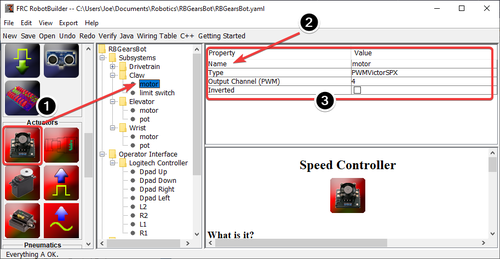 FRC RobotBuilder -- C:\Users\Joe\Documents\Robotics\RBGearsBot\RBGearsBot.yaml
File Edit View Export Help
New Save Open Undo Redo Verify Java Wiring Table C++ Getting Started
Actuators
Pneumatics
RBGearsBot
Subsystems
Drivetrain
Claw
motor
limit switch
Elevator
motor
pot
Wrist
motor
pot
Operator Interface
Logitech Controller
Dpad Up
Dpad Down
Dpad Right
Dpad Left
L2
R2
L1
R1
Property Value
Name motor
Type PWMVictorSPX
Output Channel (PWM) 4
Inverted
1
2
3
Speed Controller
What is it?
Everything A OK.